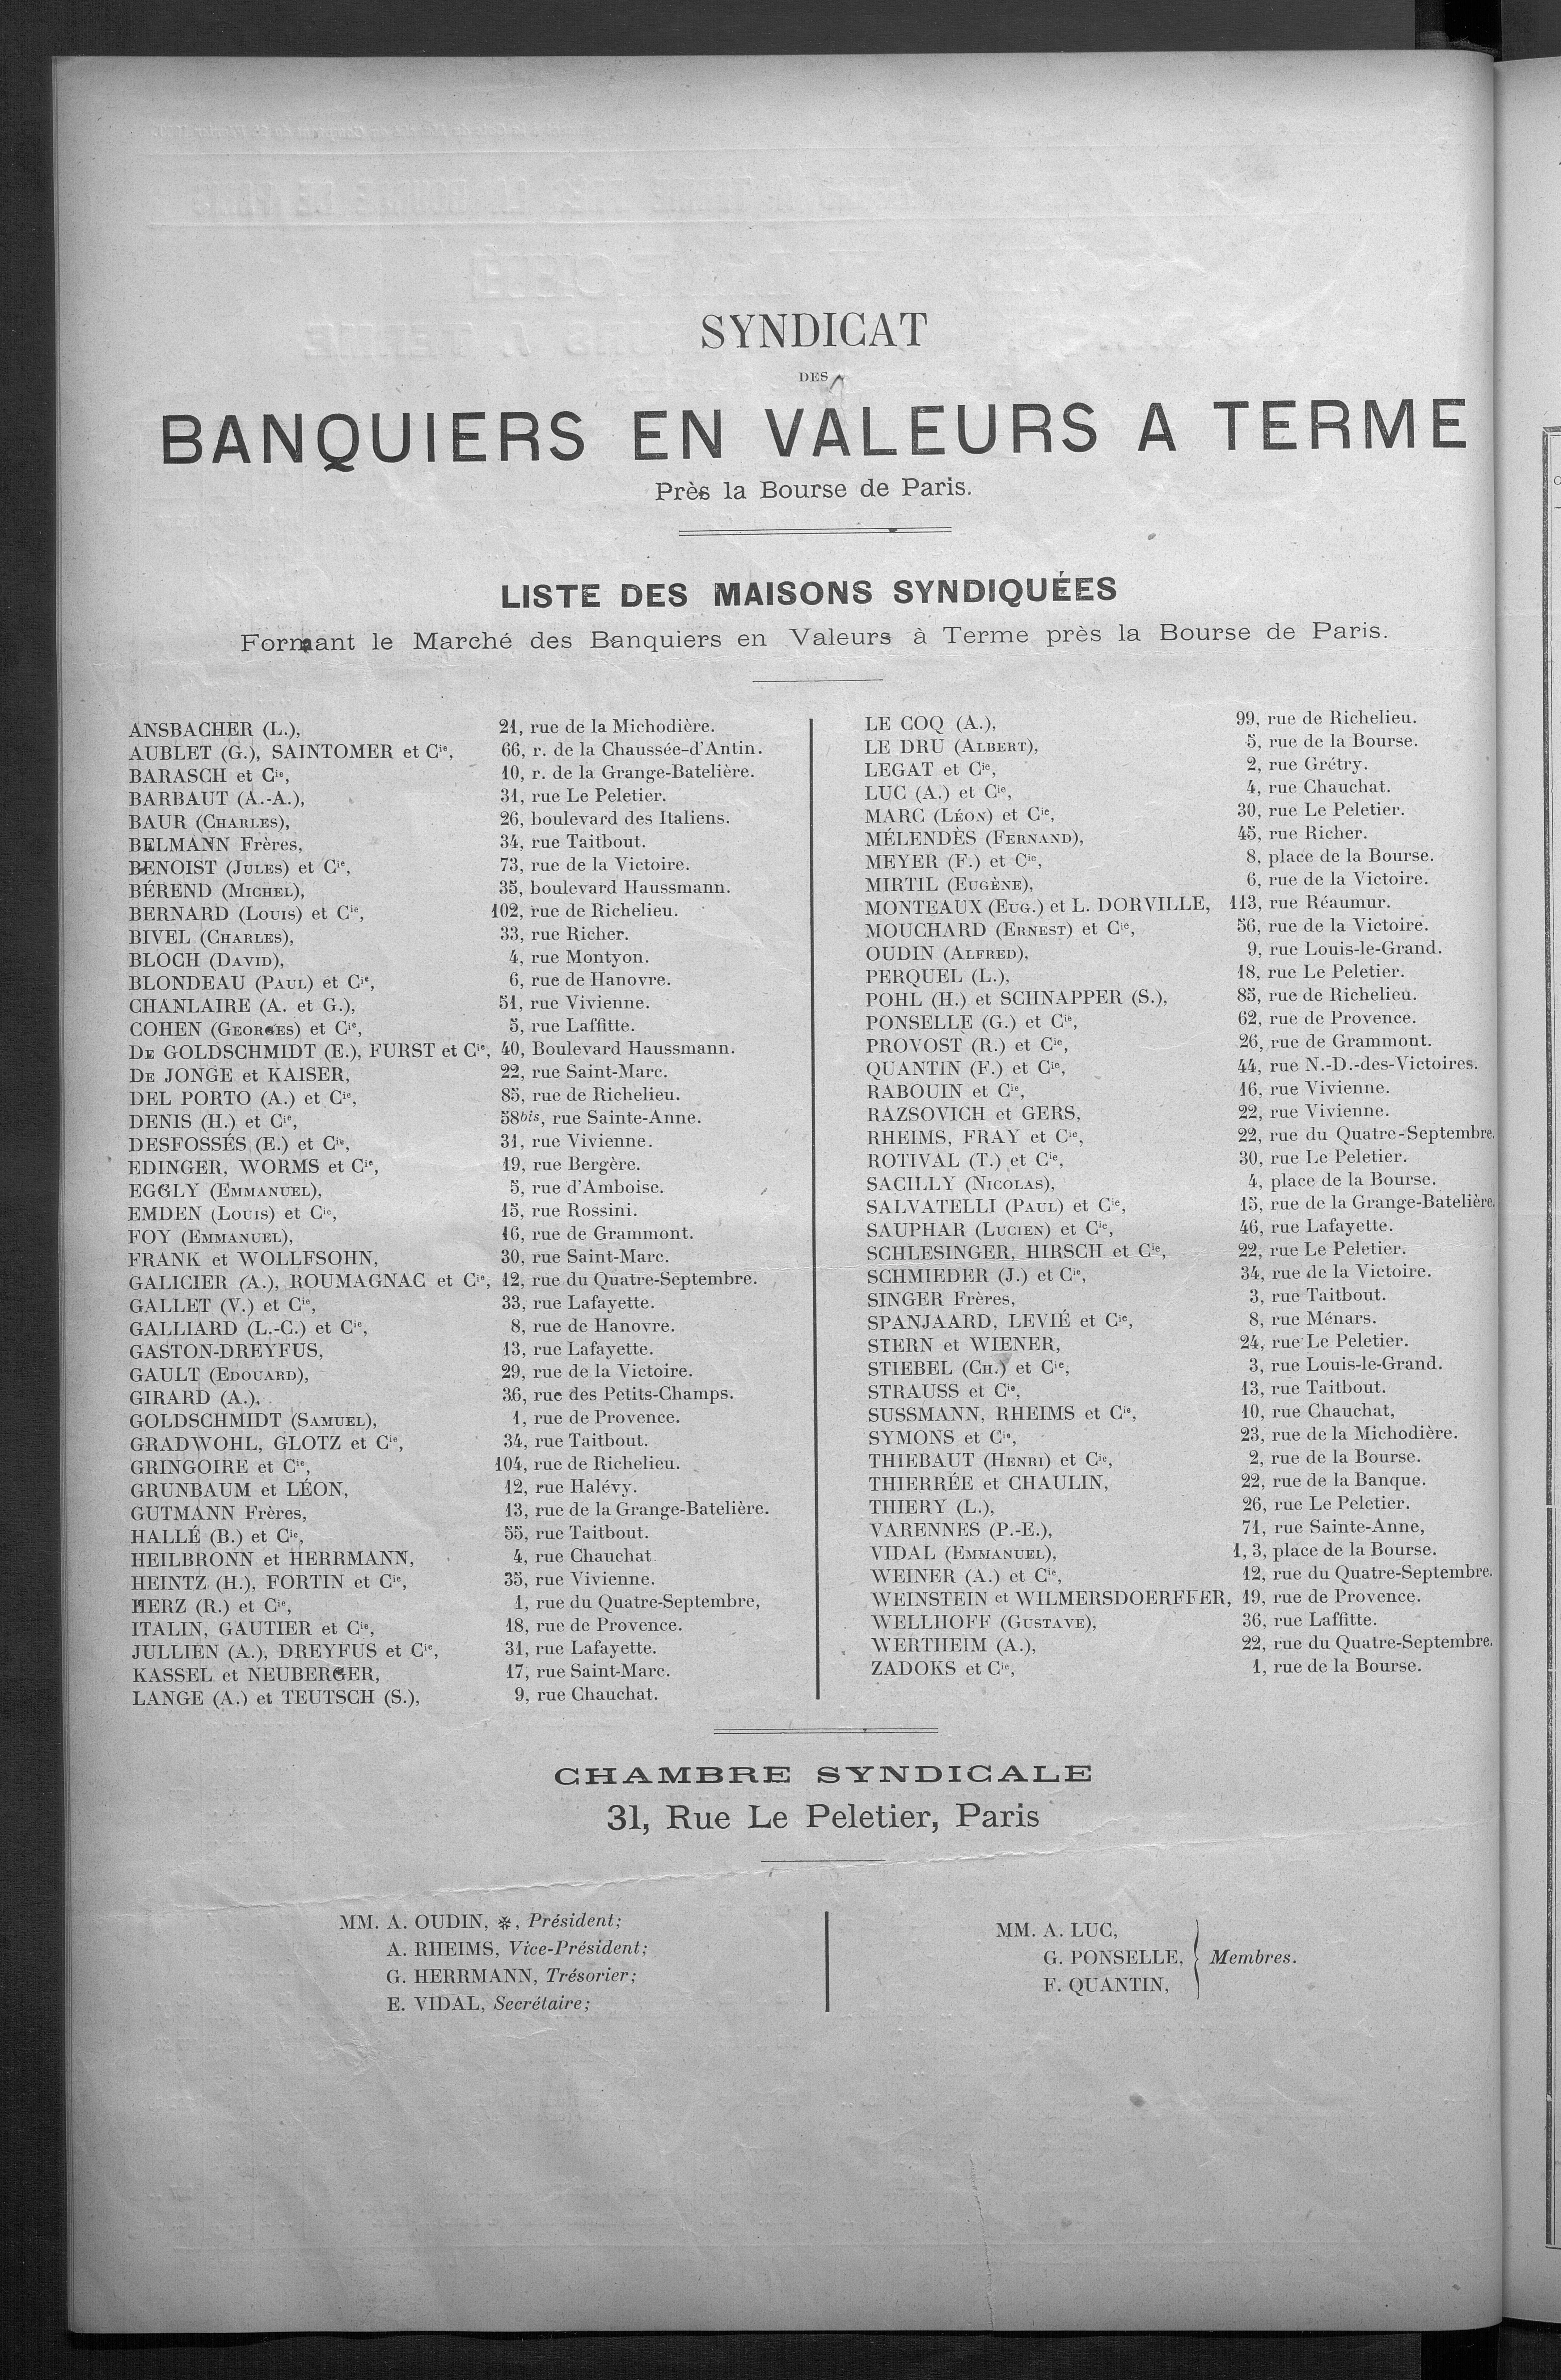 SYNDICAT
DES
BANQUIERS EN VALEURS A TERME
Près la Bourse de Paris.
LISTE DES MAISONS SYNDIQUÉES
Formant le Marché des Banquiers en Valeurs à Terme près la Bourse de Paris.
ANSBACHER (L.), 21, rue de la Michodière.
AUBLET (G.), SAINTOMER et Cie, 66, r. de la Chaussée-d'Antin.
BARASCH et Cie, 10, r. de la Grange-Batelière.
BARBAUT (A.-A.), 31, rue Le Peletier.
BAUR (CHARLES), 26, boulevard des Italiens.
BELMANN Frères, 34, rue Taitbout.
BENOIST (JULES) et Cie, 73, rue de la Victoire.
BÉREND (MICHEL), 35, boulevard Haussmann.
BERNARD (LOUIS) et Cie, 102, rue de Richelieu.
BIVEL (CHARLES), 33, rue Richer.
BLOCH (DAVID), 4, rue Montyon.
BLONDEAU (PAUL) et Cie, 6, rue de Hanovre.
CHANLAIRE (A. et G.), 51, rue Vivienne.
COHEN (GEORGES) et Cie, 5, rue Laffitte.
DE GOLDSCHMIDT (E.), FURST et Cie, 40, Boulevard Haussmann.
DE JONGE et KAISER, 22, rue Saint-Marc.
DEL PORTO (A.) et Cie, 85, rue de Richelieu.
DENIS (H.) et Cie, 58bis, rue Sainte-Anne.
DESFOSSÉS (E.) et Cie, 31, rue Vivienne.
EDINGER, WORMS et Cie, 19, rue Bergère.
EGGLY (EMMANUEL), 5, rue d'Amboise.
EMDEN (LOUIS) et Cie, 15, rue Rossini.
FOY (EMMANUEL), 16, rue de Grammont.
FRANK et WOLLFSOHN, 30, rue Saint-Marc.
GALICIER (A.), ROUMAGNAC et Cie, 12, rue du Quatre-Septembre.
GALLET (V.) et Cie, 33, rue Lafayette.
GALLIARD (L.-C.) et Cie, 8, rue de Hanovre.
GASTON-DREYFUS, 13, rue Lafayette.
GAULT (EDOUARD), 29, rue de la Victoire.
GIRARD (A.), 36, rue des Petits-Champs.
GOLDSCHMIDT (SAMUEL), 1, rue de Provence.
GRADWOHL, GLOTZ et Cie, 34, rue Taitbout.
GRINGOIRE et Cie, 104, rue de Richelieu.
GRUNBAUM et LÉON, 12, rue Halévy.
GUTMANN Frères, 13, rue de la Grange-Batelière.
HALLÉ (B.) et Cie, 55, rue Taitbout.
HEILBRONN et HERRMANN, 4, rue Chauchat.
HEINTZ (H.), FORTIN et Cie, 35, rue Vivienne.
HERZ (R.) et Cie, 1, rue du Quatre-Septembre,
ITALIN, GAUTIER et Cie, 18, rue de Provence.
JULLIEN (A.), DREYFUS et Cie, 31, rue Lafayette.
KASSEL et NEUBERGER, 17, rue Saint-Marc.
LANGE (A.) et TEUTSCH (S.), 9, rue Chauchat.
LE COQ (A.), 99, rue de Richelieu.
LE DRU (ALBERT), 5, rue de la Bourse.
LEGAT et Cie, 2, rue Grétry.
LUC (A.) et Cie, 4, rue Chauchat.
MARC (LÉON) et Cie, 30, rue Le Peletier.
MÉLENDÈS (FERNAND), 45, rue Richer.
MEYER (F.) et Cie, 8, place de la Bourse.
MIRTIL (EUGÈNE), 6, rue de la Victoire.
MONTEAUX (EUG.) et L. DORVILLE, 113, rue Réaumur.
MOUCHARD (ERNEST) et Cie, 56, rue de la Victoire.
OUDIN (ALFRED), 9, rue Louis-le-Grand.
PERQUEL (L.), 18, rue Le Peletier.
POHL (H.) et SCHNAPPER (S.), 85, rue de Richelieu.
PONSELLE (G.) et Cie, 62, rue de Provence.
PROVOST (R.) et Cie, 26, rue de Grammont.
QUANTIN (F.) et Cie, 44, rue N.-D.-des-Victoires.
RABOUIN et Cie, 16, rue Vivienne.
RAZSOVICH et GERS, 22, rue Vivienne.
RHEIMS, FRAY et Cie, 22, rue du Quatre-Septembre.
ROTIVAL (T.) et Cie, 30, rue Le Peletier.
SACILLY (NICOLAS), 4, place de la Bourse.
SALVATELLI (PAUL) et Cie, 15, rue de la Grange-Batelière.
SAUPHAR (LUCIEN) et Cie, 46, rue Lafayette.
SCHLESINGER, HIRSCH et Cie, 22, rue Le Peletier.
SCHMIEDER (J.) et Cie, 34, rue de la Victoire.
SINGER Frères, 3, rue Taitbout.
SPANJAARD, LEVIÉ et Cie, 8, rue Ménars.
STERN et WIENER, 24, rue Le Peletier.
STIEBEL (CH.) et Cie, 3, rue Louis-le-Grand.
STRAUSS et Cie, 13, rue Taitbout.
SUSSMANN, RHEIMS et Cie, 10, rue Chauchat,
SYMONS et Cie, 23, rue de la Michodière.
THIEBAUT (HENRI) et Cie, 2, rue de la Bourse.
THIERRÉE et CHAULIN, 22, rue de la Banque.
THIERY (L.), 26, rue Le Peletier.
VARENNES (P.-E.), 71, rue Sainte-Anne,
VIDAL (EMMANUEL), 1, 3, place de la Bourse.
WEINER (A.) et Cie, 12, rue du Quatre-Septembre.
WEINSTEIN et WILMERSDOERFFER, 19, rue de Provence.
WELLHOFF (GUSTAVE), 36, rue Laffitte.
WERTHEIM (A.), 22, rue du Quatre-Septembre.
ZADOKS et Cie, 1, rue de la Bourse.
CHAMBRE SYNDICALE
31, Rue Le Peletier, Paris
MM. A. OUDIN, ✻, Président;
A. RHEIMS, Vice-Président;
G. HERRMANN, Trésorier;
E. VIDAL, Secrétaire;
MM. A. LUC,
G. PONSELLE, } Membres.
F. QUANTIN,